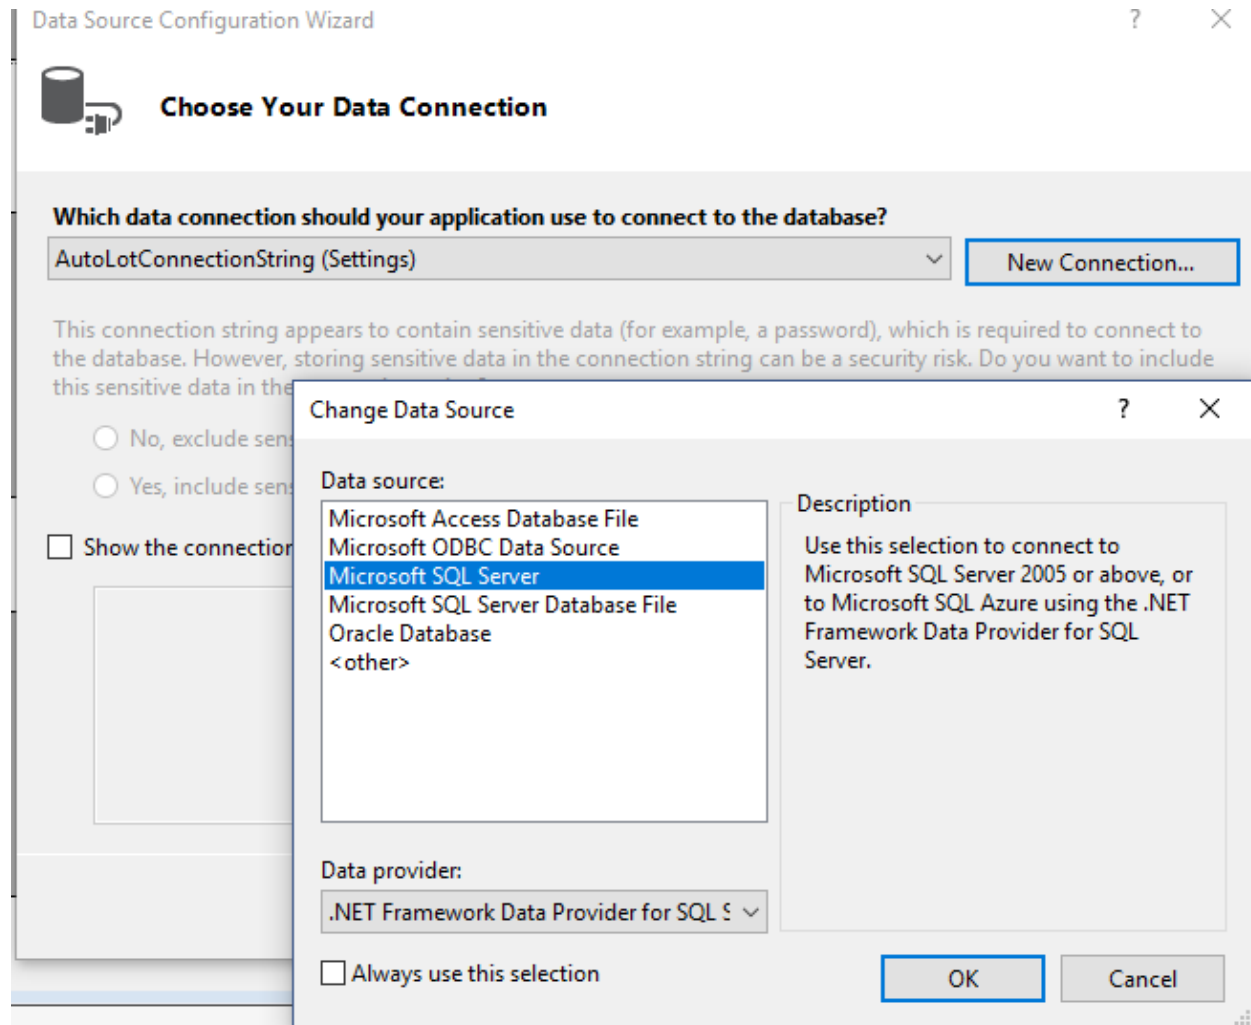 Data Source Configuration Wizard
Choose Your Data Connection
Which data connection should your application use to connect to the database?
AutoLotConnectionString (Settings)
New Connection...
This connection string appears to contain sensitive data (for example, a password), which is required to connect to
the database. However, storing sensitive data in the connection string can be a security risk. Do you want to include
this sensitive data in the
No, exclude sens
Yes, include sens
Show the connection
Change Data Source
Data source:
Microsoft Access Database File
Microsoft ODBC Data Source
Microsoft SQL Server
Microsoft SQL Server Database File
Oracle Database
<other>
Description
Use this selection to connect to
Microsoft SQL Server 2005 or above, or
to Microsoft SQL Azure using the .NET
Framework Data Provider for SQL
Server.
Data provider:
.NET Framework Data Provider for SQL S
Always use this selection
OK
Cancel